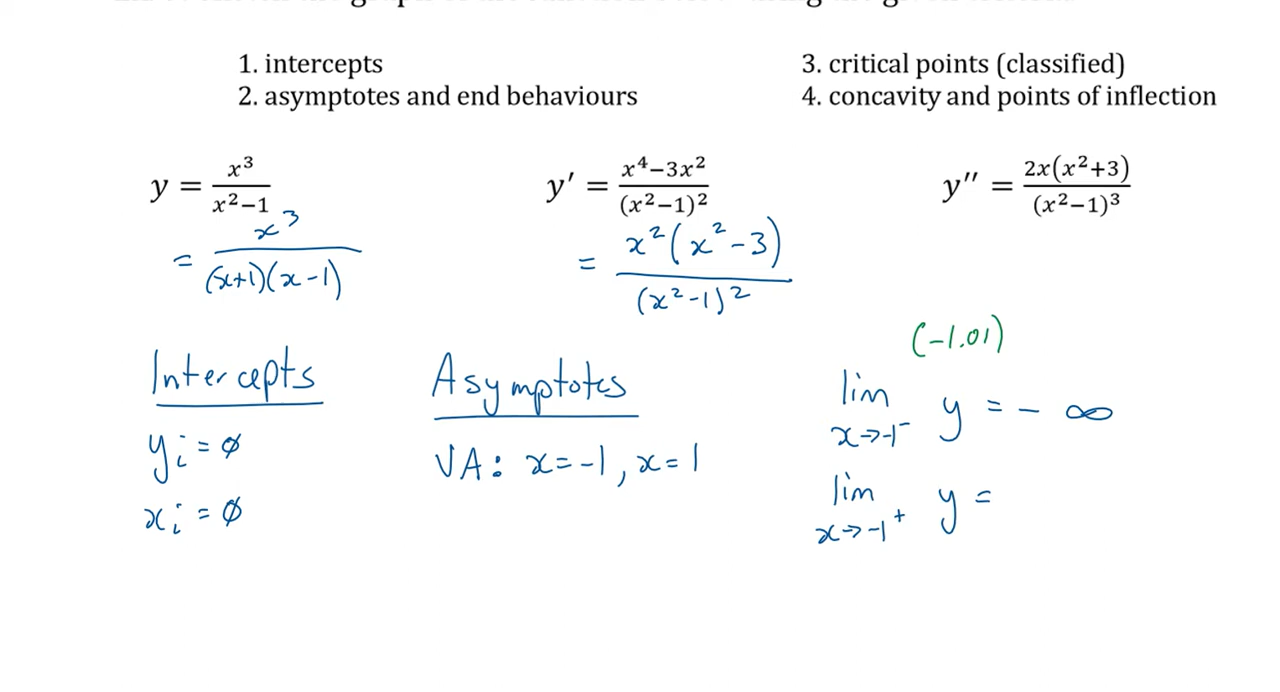 1. intercepts
3. critical points (classified)
2. asymptotes and end behaviours
4. concavity and points of inflection
y = x³/(x²−1)
y′ = (x⁴−3x²)/(x²−1)²
y″ = 2x(x²+3)/(x²−1)³
= x³/((x+1)(x−1))
= x²(x²−3)/(x²−1)²
Intercepts
yᵢ = 0
xᵢ = 0
Asymptotes
VA: x=−1, x=1
(−1.01)
lim x→−1⁻ y = −∞
lim x→−1⁺ y =